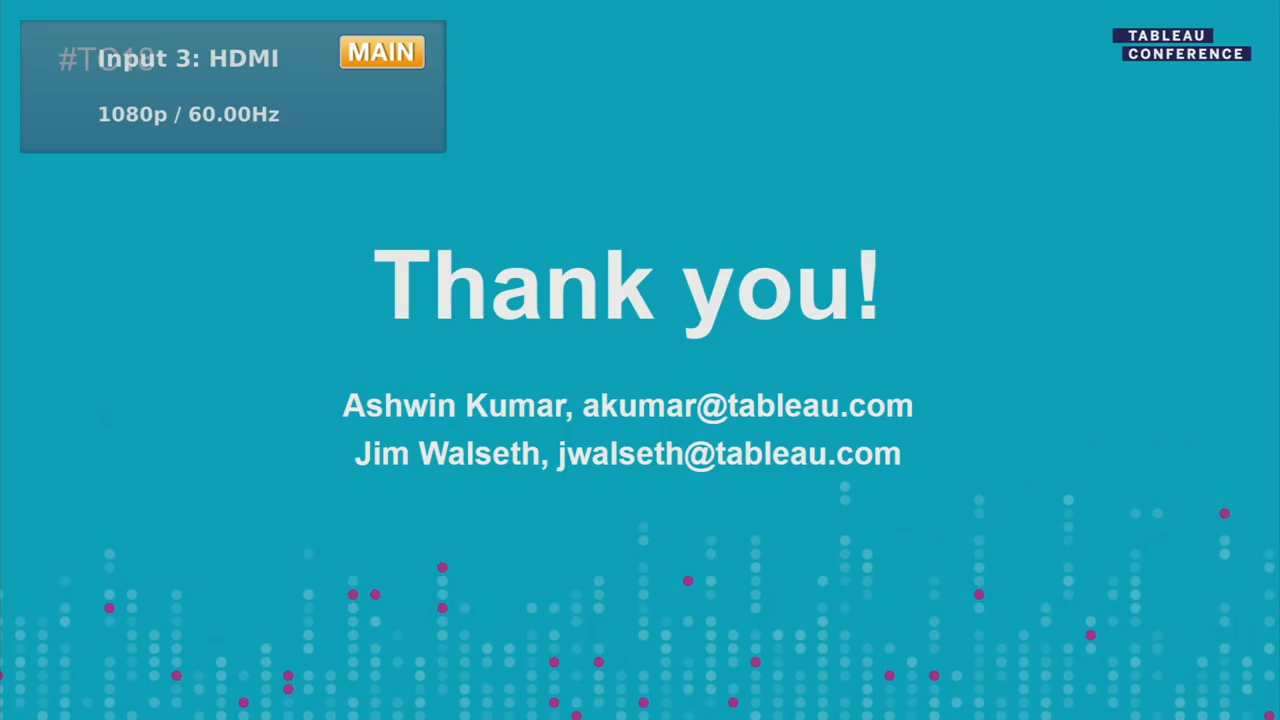 Input 3: HDMI
MAIN
1080p / 60.00Hz
TABLEAU
CONFERENCE
Thank you!
Ashwin Kumar, akumar@tableau.com
Jim Walseth, jwalseth@tableau.com